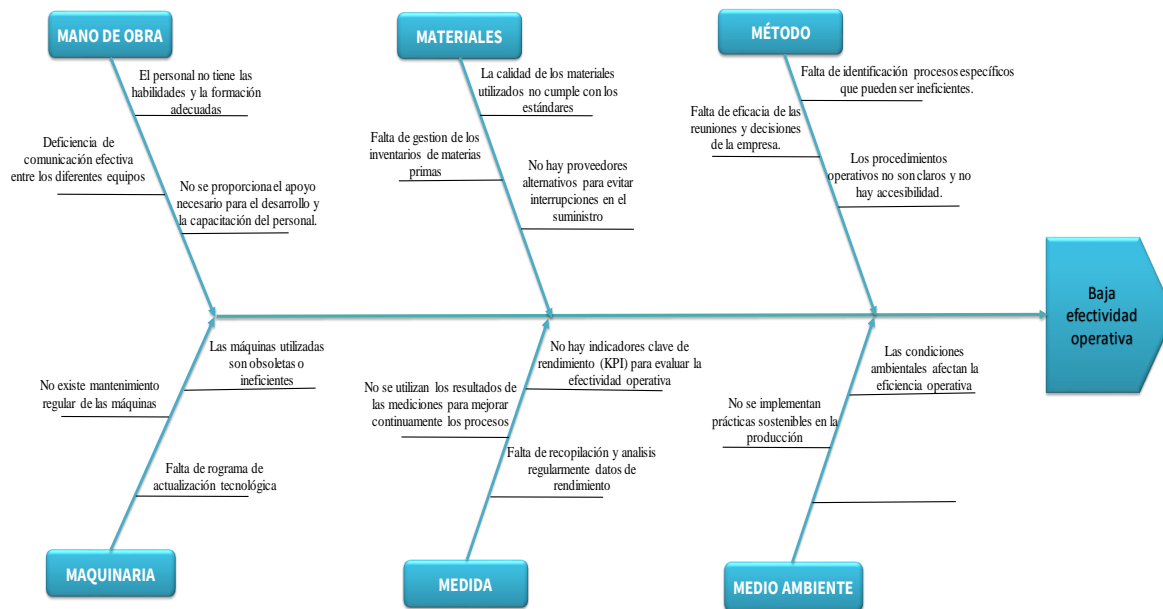 MANO DE OBRA
El personal no tiene las
habilidades y la formación
adecuadas
Deficiencia de
comunicación efectiva
entre los diferentes equipos
No se proporciona el apoyo
necesario para el desarrollo y
la capacitación del personal.
MATERIALES
La calidad de los materiales
utilizados no cumple con los
estándares
Falta de gestion de los
inventarios de materias
primas
No hay proveedores
alternativos para evitar
interrupciones en el
suministro
MÉTODO
Falta de identificación procesos específicos
que pueden ser ineficientes.
Falta de eficacia de las
reuniones y decisiones
de la empresa.
Los procedimientos
operativos no son claros y no
hay accesibilidad.
Baja
efectividad
operativa
Las máquinas utilizadas
son obsoletas o
ineficientes
No existe mantenimiento
regular de las máquinas
Falta de rograma de
actualización tecnológica
MAQUINARIA
No hay indicadores clave de
rendimiento (KPI) para evaluar la
efectividad operativa
No se utilizan los resultados de
las mediciones para mejorar
continuamente los procesos
Falta de recopilación y analisis
regularmente datos de
rendimiento
MEDIDA
Las condiciones
ambientales afectan la
eficiencia operativa
No se implementan
prácticas sostenibles en la
producción
MEDIO AMBIENTE